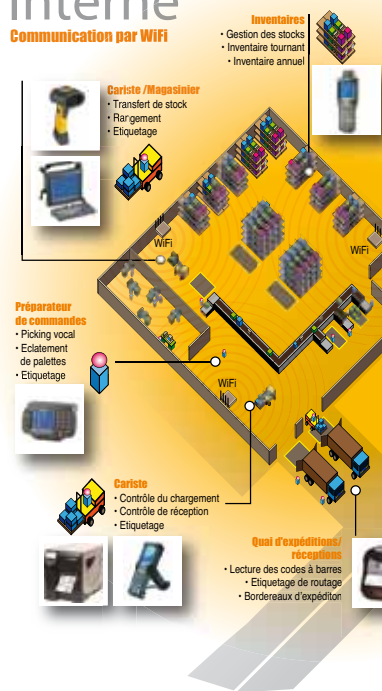 Interne
Communication par WiFi
Inventaires
• Gestion des stocks
• Inventaire tournant
• Inventaire annuel
Cariste /Magasinier
• Transfert de stock
• Rangement
• Etiquetage
WiFi
WiFi
Préparateur
de commandes
• Picking vocal
• Eclatement
de palettes
• Etiquetage
WiFi
Cariste
• Contrôle du chargement
• Contrôle de réception
• Etiquetage
Quai d'expéditions/
réceptions
• Lecture des codes à barres
• Etiquetage de routage
• Bordereaux d'expéditon